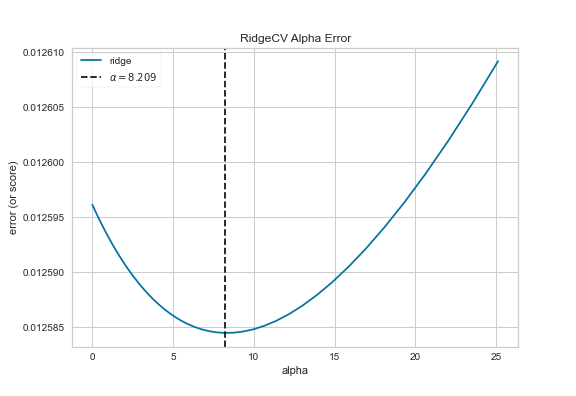 RidgeCV Alpha Error
0.012610
0.012605
0.012600
0.012595
0.012590
0.012585
error (or score)
ridge
α = 8.209
0 5 10 15 20 25
alpha